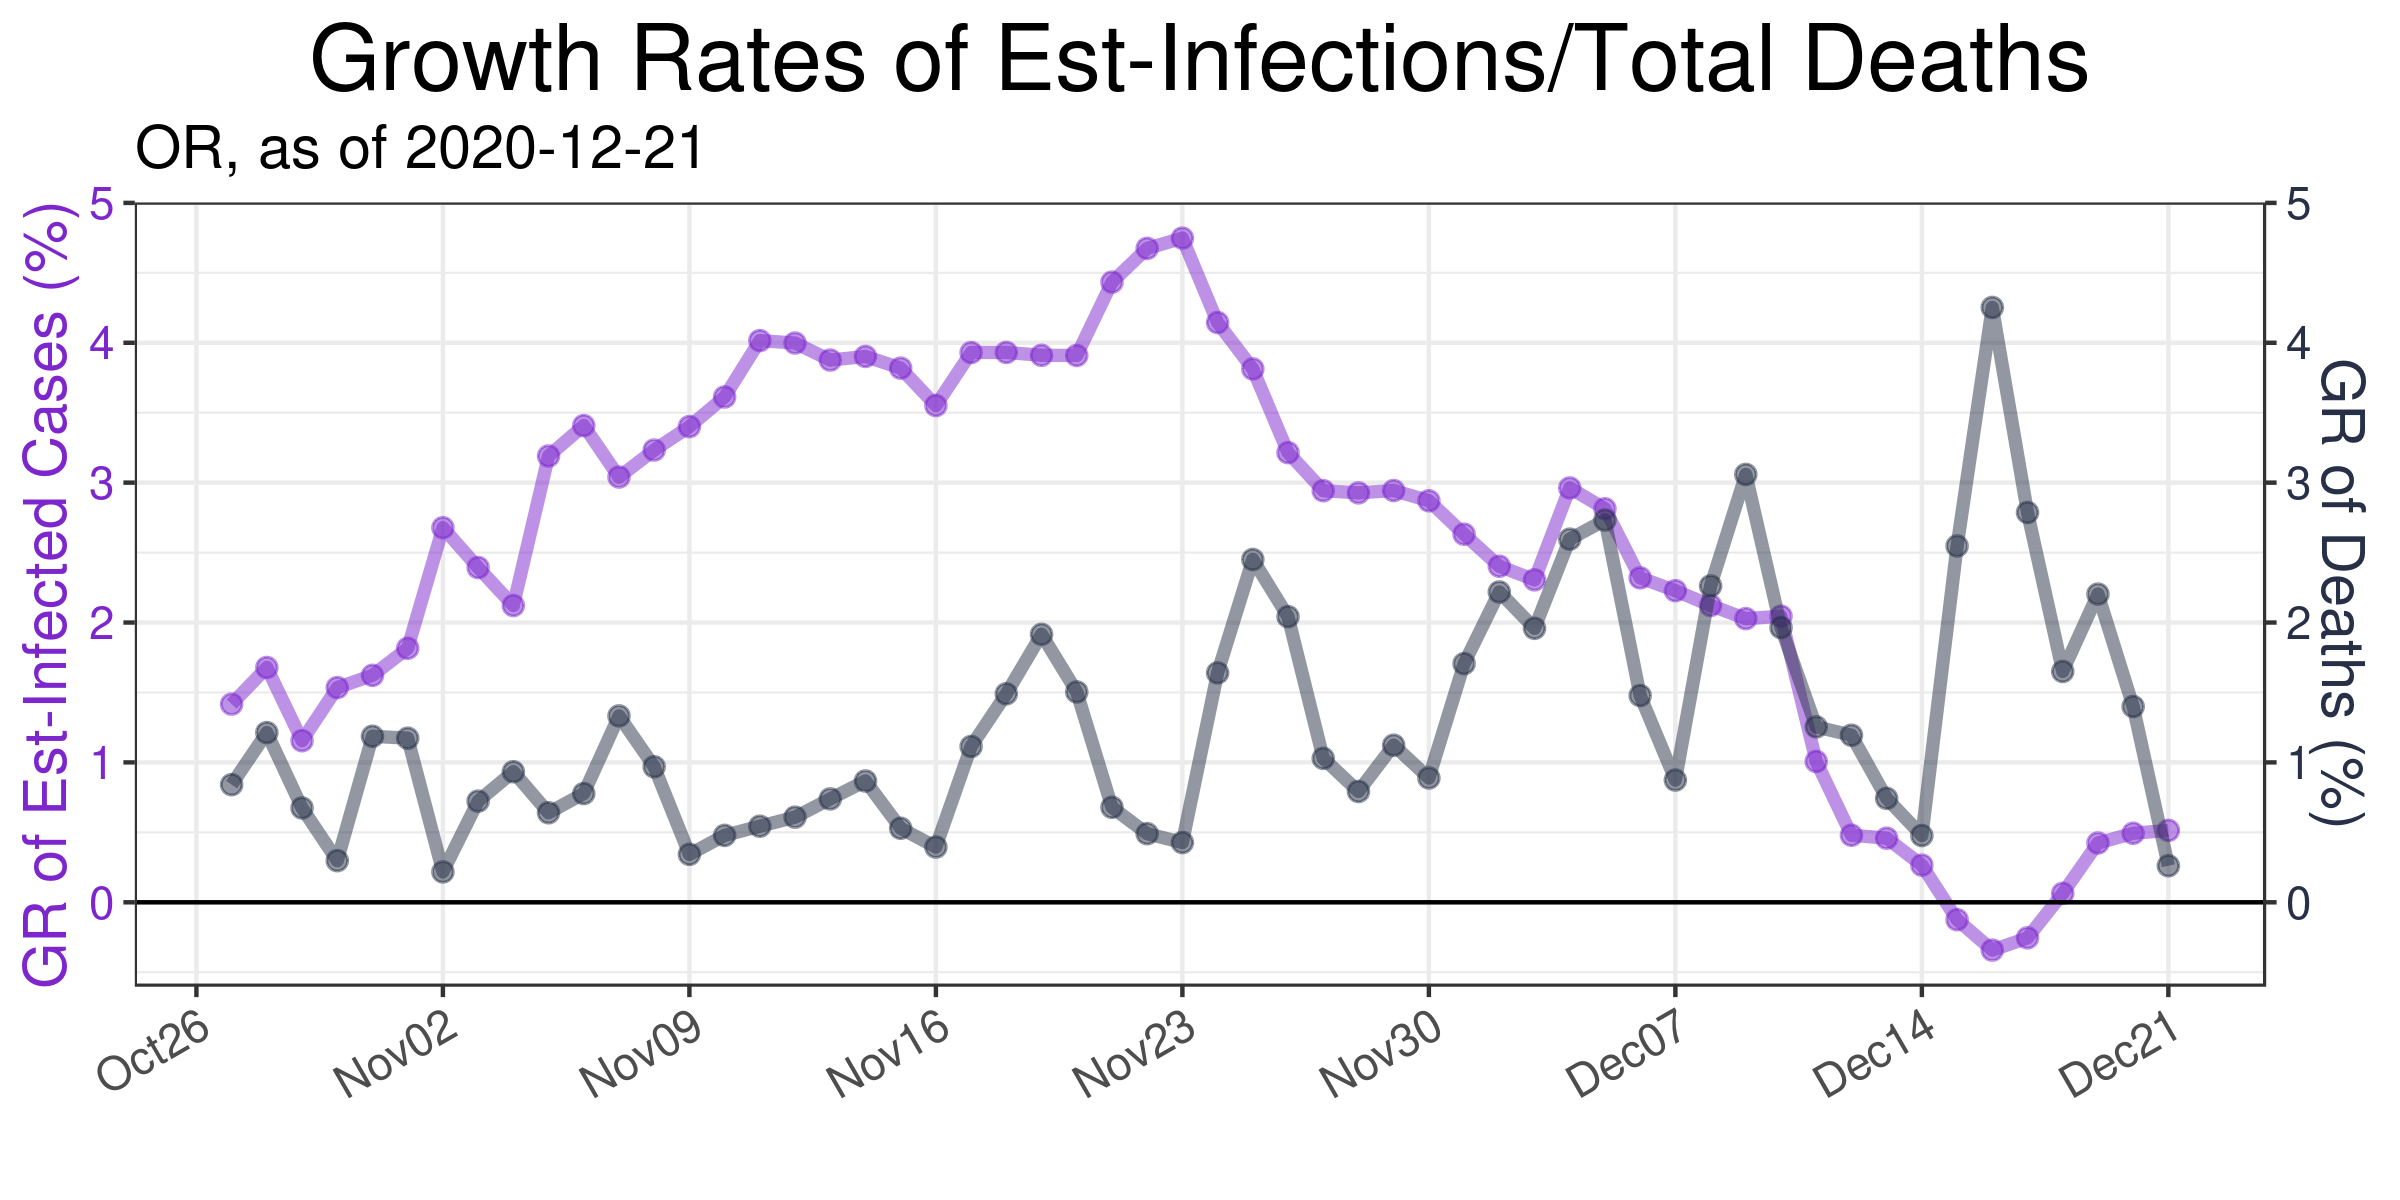 Growth Rates of Est-Infections/Total Deaths
OR, as of 2020-12-21
GR of Est-Infected Cases (%)
5
4
3
2
1
0
5
4
3
2
1
0
GR of Deaths (%)
Oct26
Nov02
Nov09
Nov16
Nov23
Nov30
Dec07
Dec14
Dec21